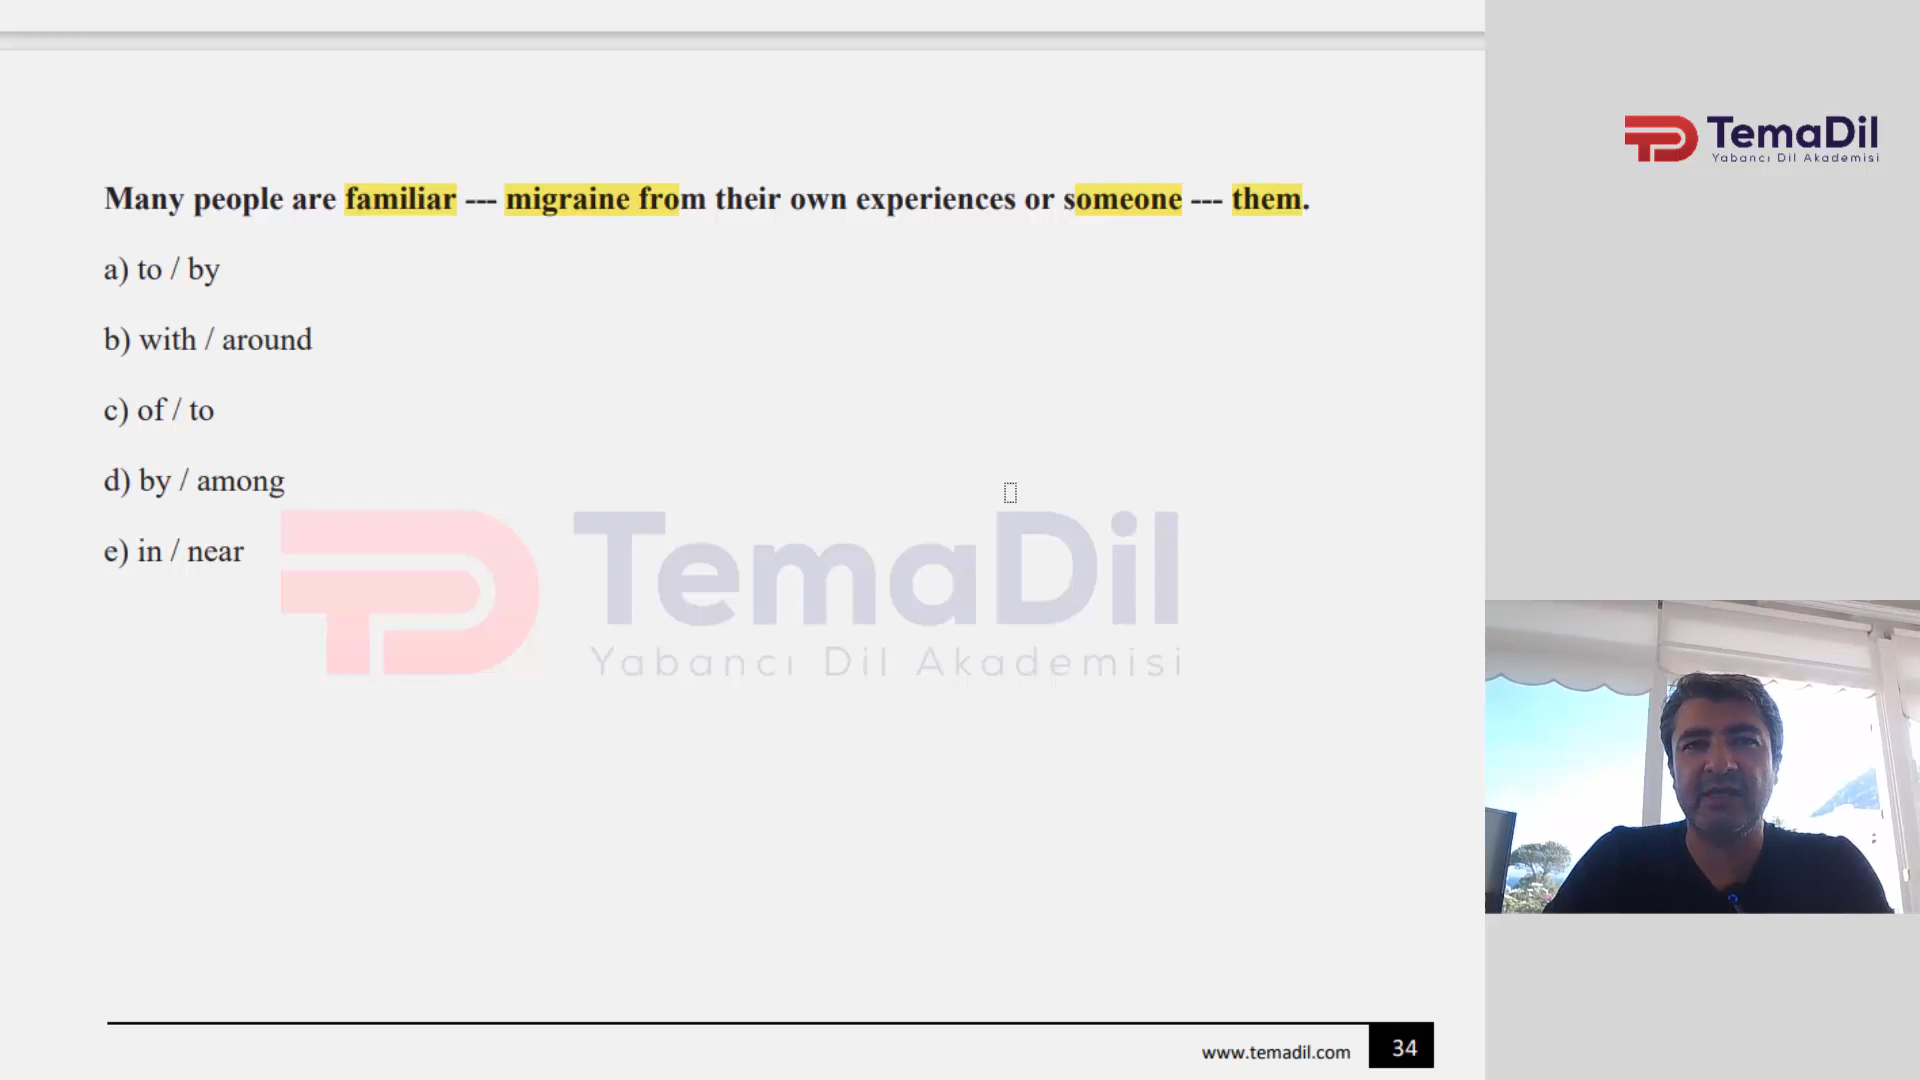 TemaDil
Yabancı Dil Akademisi
Many people are familiar --- migraine from their own experiences or someone --- them.
a) to / by
b) with / around
c) of / to
d) by / among
e) in / near
TemaDil
Yabancı Dil Akademisi
www.temadil.com
34